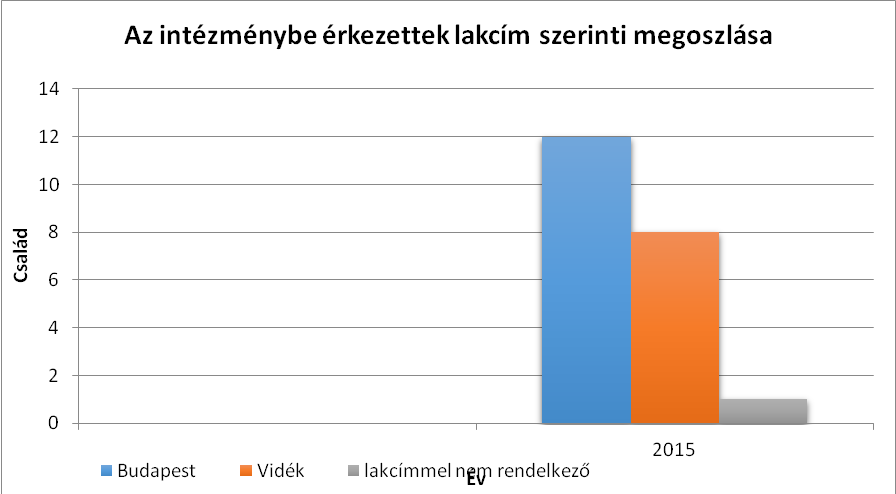 Az intézménybe érkezettek lakcím szerinti megoszlása
14
12
10
8
6
4
2
0
Család
2015
Budapest
Vidék
lakcímmel nem rendelkező
Év